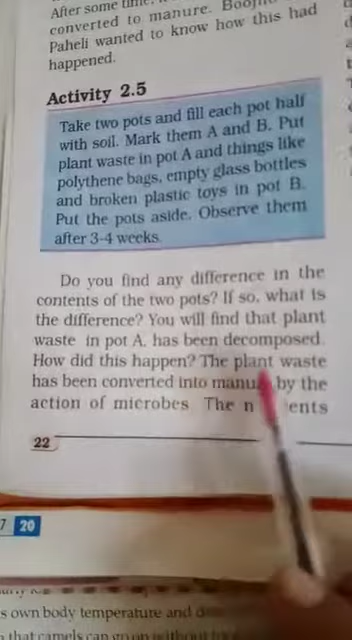 After some time,
converted to manure.
Paheli wanted to know how this had
happened.
Activity 2.5
Take two pots and fill each pot half
with soil. Mark them A and B. Put
plant waste in pot A and things like
polythene bags, empty glass bottles
and broken plastic toys in pot B.
Put the pots aside. Observe them
after 3-4 weeks.
Do you find any difference in the
contents of the two pots? If so, what is
the difference? You will find that plant
waste in pot A, has been decomposed.
How did this happen? The plant waste
has been converted into by the
action of microbes. The
22
7 20
s own body temperature and
that camels can go on without